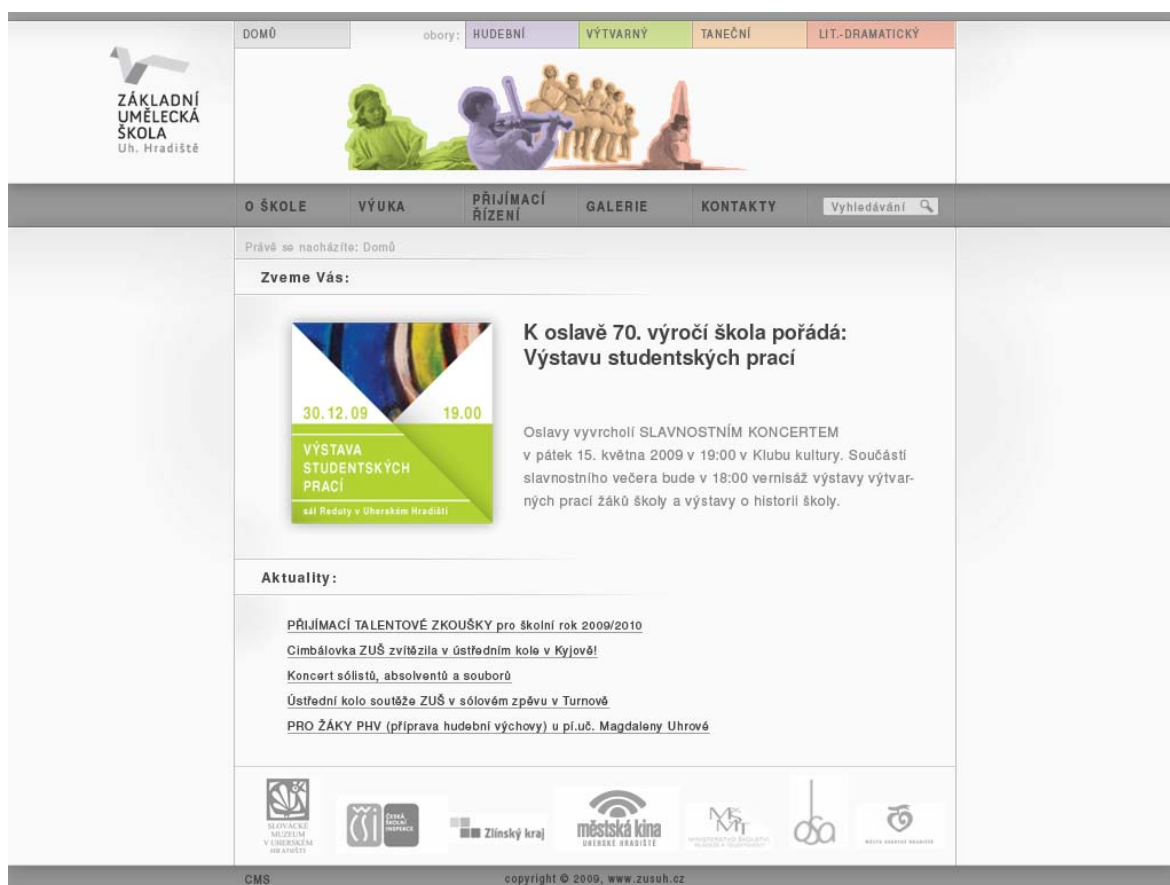 DOMŮ
obory:
HUDEBNÍ
VÝTVARNÝ
TANEČNÍ
LIT.-DRAMATICKÝ
ZÁKLADNÍ
UMĚLECKÁ
ŠKOLA
Uh. Hradiště
O ŠKOLE
VÝUKA
PŘIJÍMACÍ
ŘÍZENÍ
GALERIE
KONTAKTY
Vyhledávání
Právě se nacházíte: Domů
Zveme Vás:
30.12.09 19.00
VÝSTAVA
STUDENTSKÝCH
PRACÍ
sál Reduty v Uherském Hradišti
K oslavě 70. výročí škola pořádá:
Výstavu studentských prací
Oslavy vyvrcholí SLAVNOSTNÍM KONCERTEM
v pátek 15. května 2009 v 19:00 v Klubu kultury. Součástí
slavnostního večera bude v 18:00 vernisáž výstavy výtvar-
ných prací žáků školy a výstavy o historii školy.
Aktuality:
PŘIJÍMACÍ TALENTOVÉ ZKOUŠKY pro školní rok 2009/2010
Cimbálovka ZUŠ zvítězila v ústředním kole v Kyjově!
Koncert sólistů, absolventů a souborů
Ústřední kolo soutěže ZUŠ v sólovém zpěvu v Turnově
PRO ŽÁKY PHV (příprava hudební výchovy) u pí.uč. Magdaleny Uhrové
SLOVÁCKÉ
MUZEUM
V UHERSKÉM
HRADIŠTI
ČŠI
ČESKÁ
ŠKOLNÍ
INSPEKCE
Zlínský kraj
městská kina
UHERSKÉ HRADIŠTĚ
osa
MĚSTO UHERSKÉ HRADIŠTĚ
CMS
copyright © 2009, www.zusuh.cz